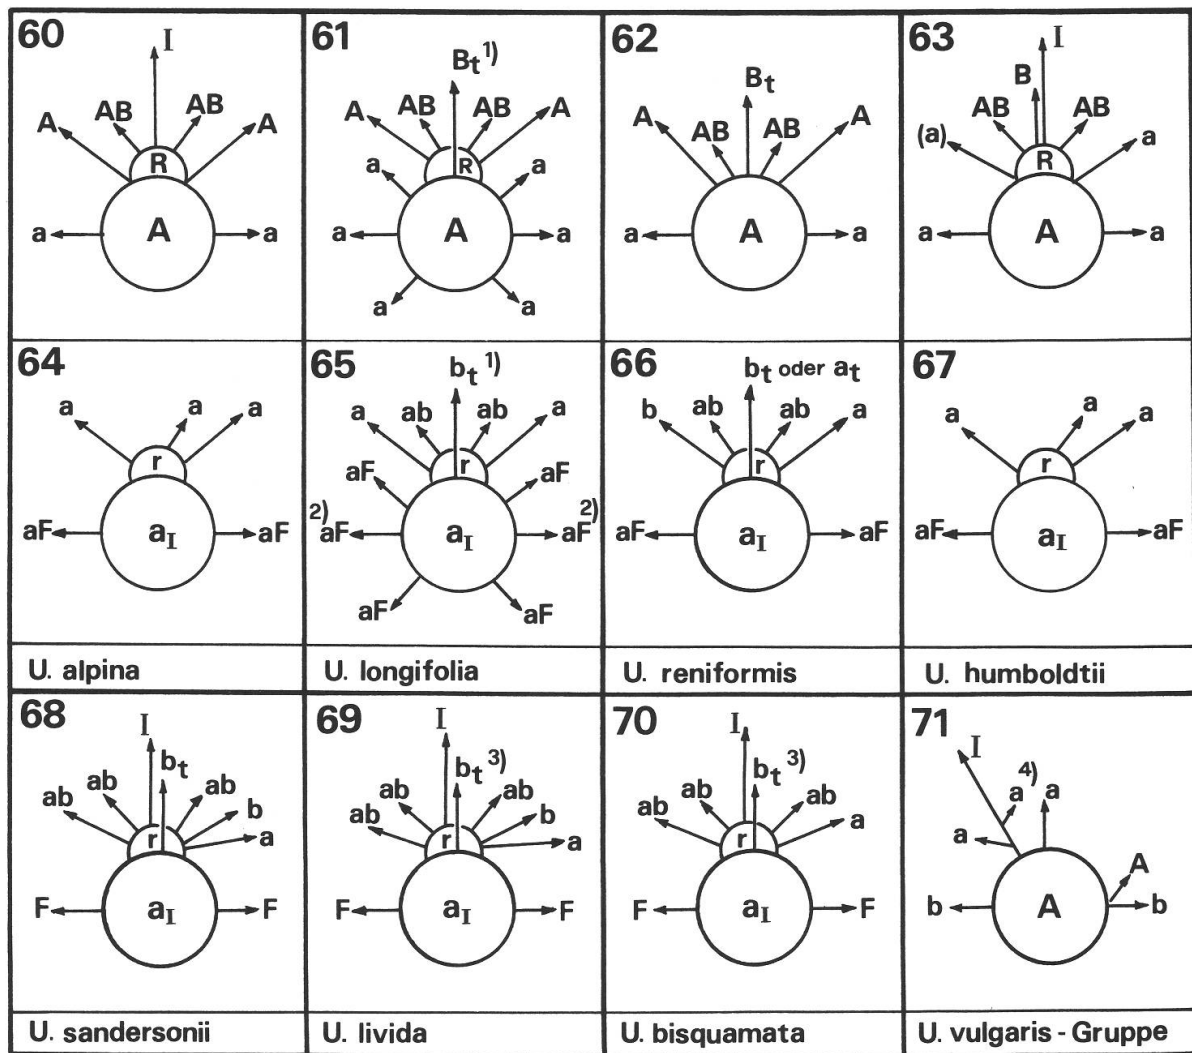 60
I
A AB AB A
R
a A a
61
Bt 1)
A AB AB A
a R a
a A a
a a
62
Bt
A AB AB A
a A a
63
I
B
AB AB
(a) R a
a A a
64
a a a
r
aF aI aF
U. alpina
65
bt 1)
a ab ab a
aF r aF
2) aF aI aF 2)
aF aF
U. longifolia
66
bt oder at
b ab ab a
r
aF aI aF
U. reniformis
67
a a a
r
aF aI aF
U. humboldtii
68
I
bt
ab ab ab b
r a
F aI F
U. sandersonii
69
I
bt 3)
ab ab ab b
r a
F aI F
U. livida
70
I
bt 3)
ab ab ab a
r
F aI F
U. bisquamata
71
I
a 4) a
a
A
b A b
U. vulgaris - Gruppe